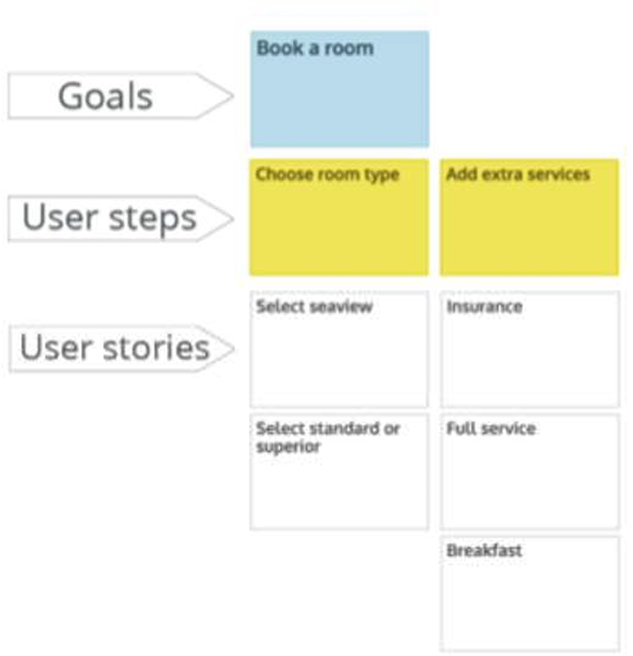 Goals
Book a room
User steps
Choose room type
Add extra services
User stories
Select seaview
Insurance
Select standard or
superior
Full service
Breakfast